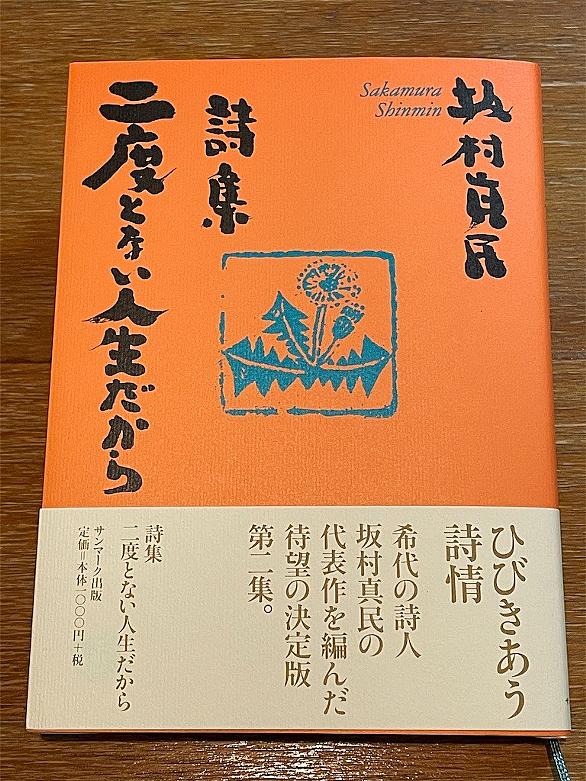 坂村真民
Sakamura
Shinmin
詩集
二度とない人生だから
ひびきあう
詩情
希代の詩人
坂村真民の
代表作を編んだ
待望の決定版
第二集。
詩集
二度とない人生だから
サンマーク出版
定価=本体一〇〇〇円+税